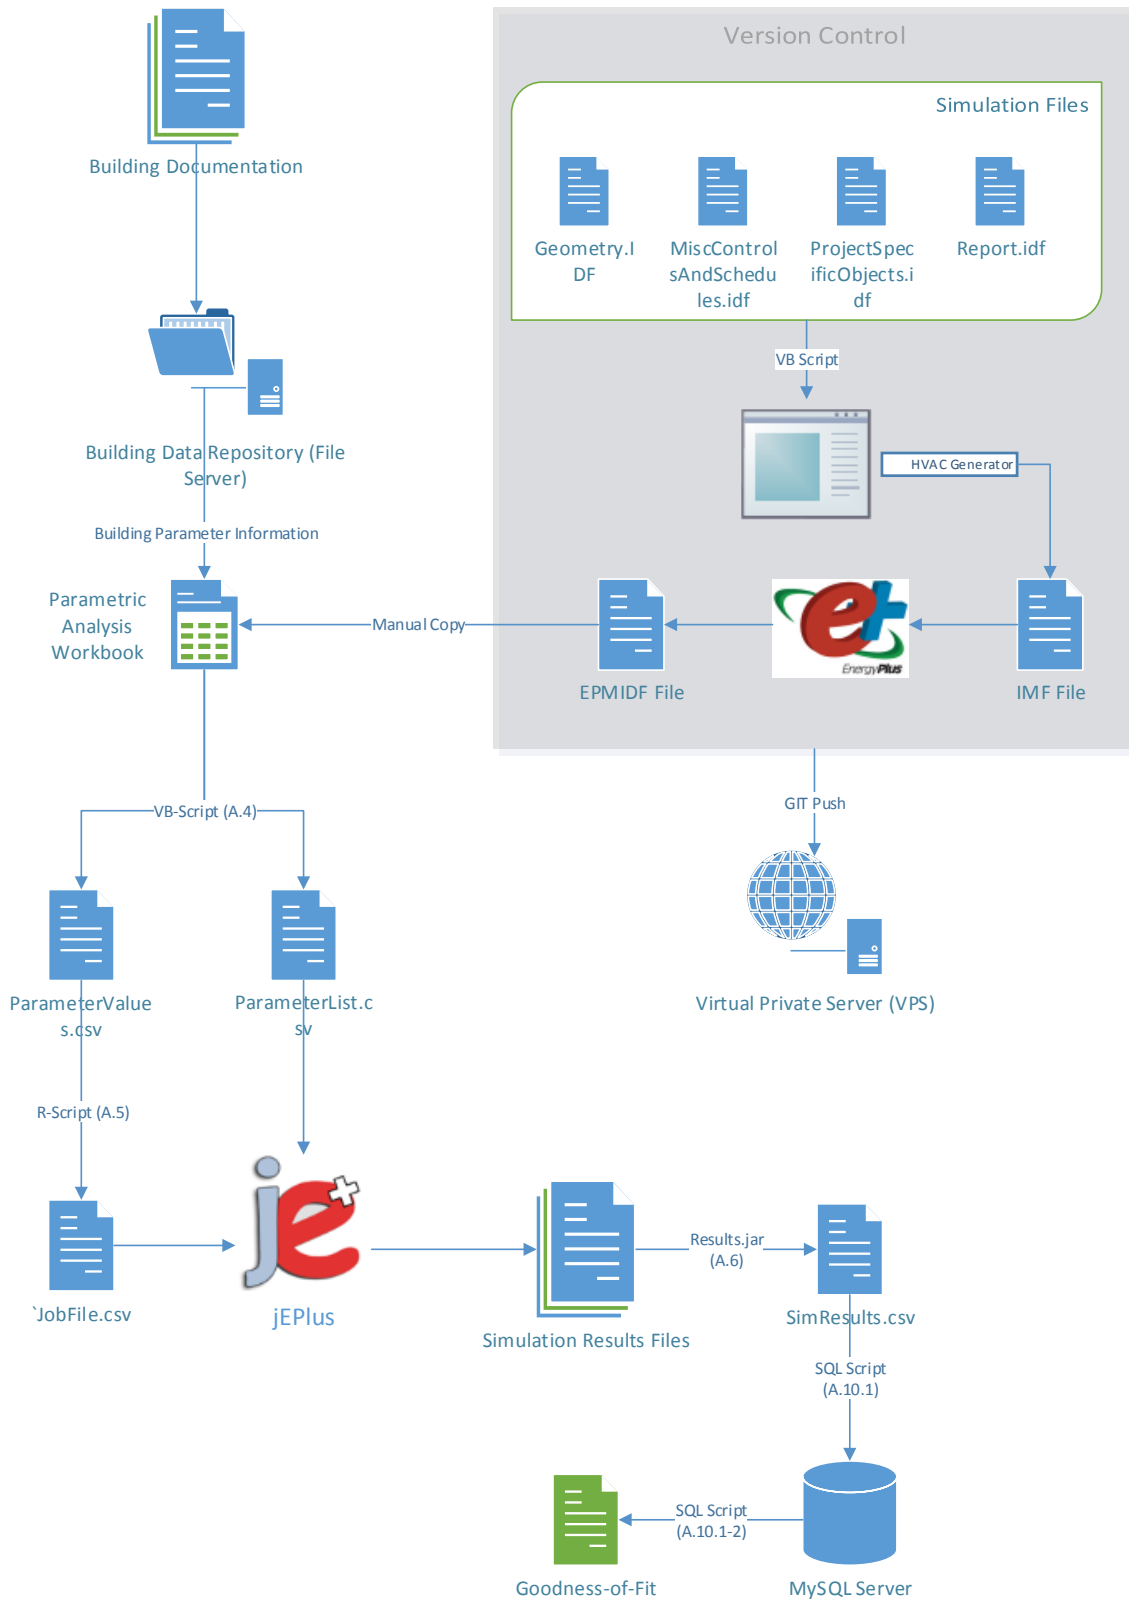 Version Control
Simulation Files
Building Documentation
Geometry.I
DF
MiscControl
sAndSchedu
les.idf
ProjectSpec
ificObjects.i
df
Report.idf
VB Script
HVAC Generator
Building Data Repository (File
Server)
Building Parameter Information
Parametric
Analysis
Workbook
Manual Copy
EPMIDF File
e+
EnergyPlus
IMF File
GIT Push
VB-Script (A.4)
Virtual Private Server (VPS)
ParameterValue
s.csv
ParameterList.c
sv
R-Script (A.5)
je+
`JobFile.csv
jEPlus
Simulation Results Files
Results.jar
(A.6)
SimResults.csv
SQL Script
(A.10.1)
SQL Script
(A.10.1-2)
Goodness-of-Fit
MySQL Server